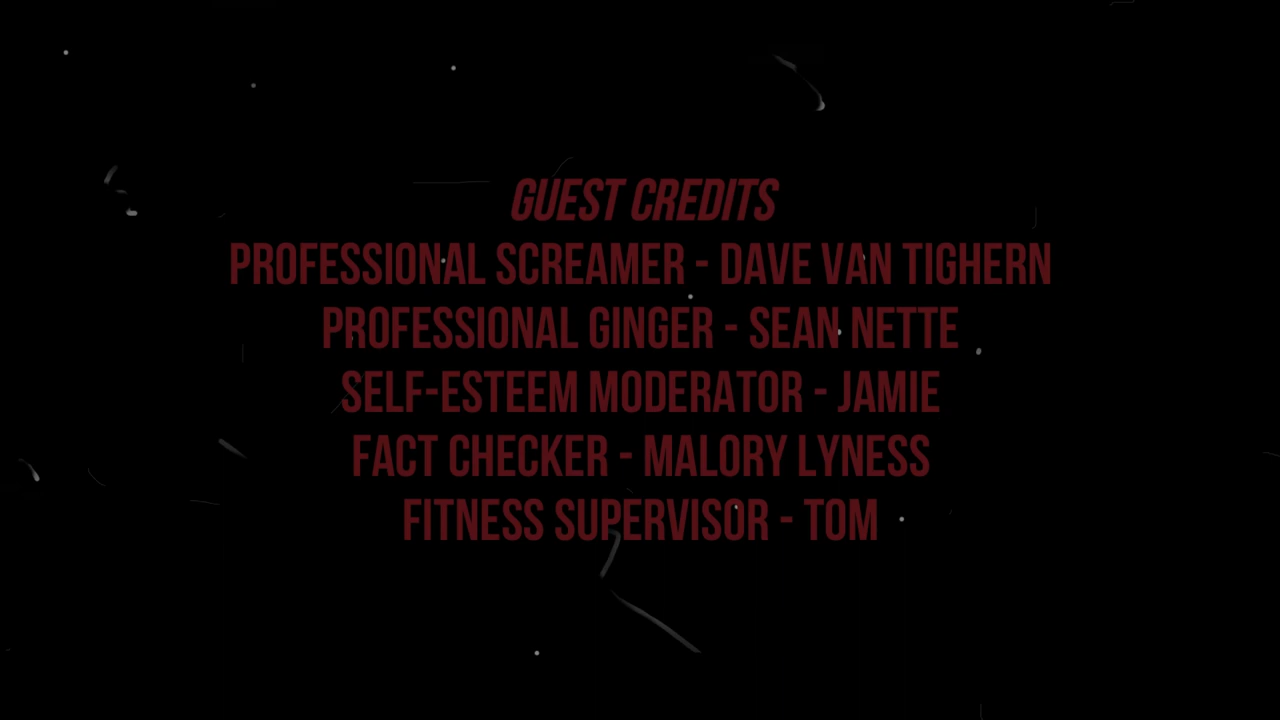 GUEST CREDITS
PROFESSIONAL SCREAMER - DAVE VAN TIGHERN
PROFESSIONAL GINGER - SEAN NETTE
SELF-ESTEEM MODERATOR - JAMIE
FACT CHECKER - MALORY LYNESS
FITNESS SUPERVISOR - TOM